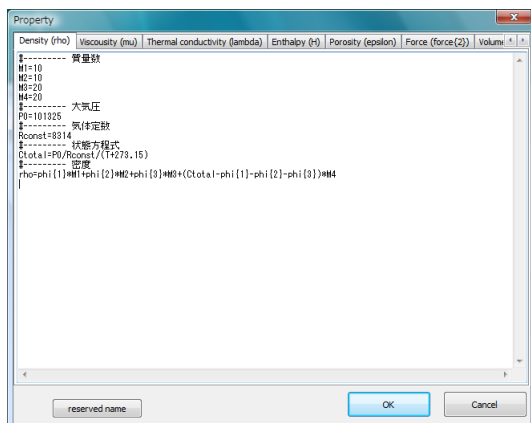 Property
Density (rho) Viscousity (mu) Thermal conductivity (lambda) Enthalpy (H) Porosity (epsilon) Force (force{2}) Volume
#--------- 質量数
M1=10
M2=10
M3=20
M4=20
#--------- 大気圧
P0=101325
#--------- 気体定数
Rconst=8314
#--------- 状態方程式
Ctotal=P0/Rconst/(T+273.15)
#--------- 密度
rho=phi{1}*M1+phi{2}*M2+phi{3}*M3+(Ctotal-phi{1}-phi{2}-phi{3})*M4
reserved name OK Cancel